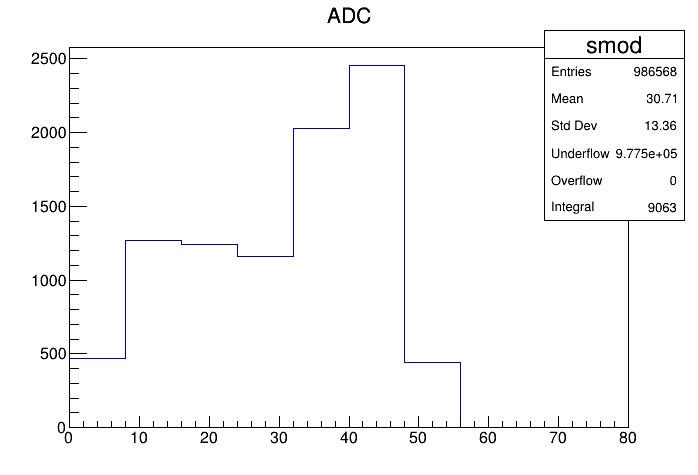 ADC
smod
Entries 986568
Mean 30.71
Std Dev 13.36
Underflow 9.775e+05
Overflow 0
Integral 9063
2500
2000
1500
1000
500
0
0 10 20 30 40 50 60 70 80